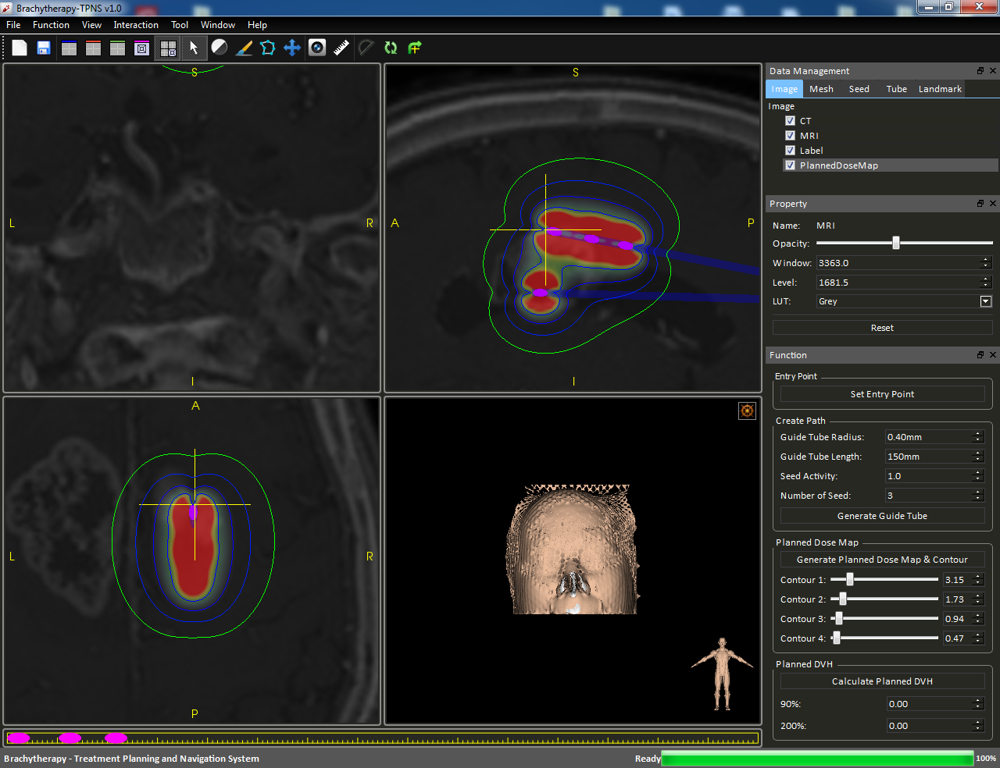 Brachytherapy-TPNS v1.0
File Function View Interaction Tool Window Help
S
L R
I
S
A P
I
A
L R
P
Data Management
Image Mesh Seed Tube Landmark
Image
CT
MRI
Label
PlannedDoseMap
Property
Name: MRI
Opacity:
Window: 3363.0
Level: 1681.5
LUT: Grey
Reset
Function
Entry Point
Set Entry Point
Create Path
Guide Tube Radius: 0.40mm
Guide Tube Length: 150mm
Seed Activity: 1.0
Number of Seed: 3
Generate Guide Tube
Planned Dose Map
Generate Planned Dose Map & Contour
Contour 1: 3.15
Contour 2: 1.73
Contour 3: 0.94
Contour 4: 0.47
Planned DVH
Calculate Planned DVH
90%: 0.00
200%: 0.00
Brachytherapy - Treatment Planning and Navigation System Ready 100%